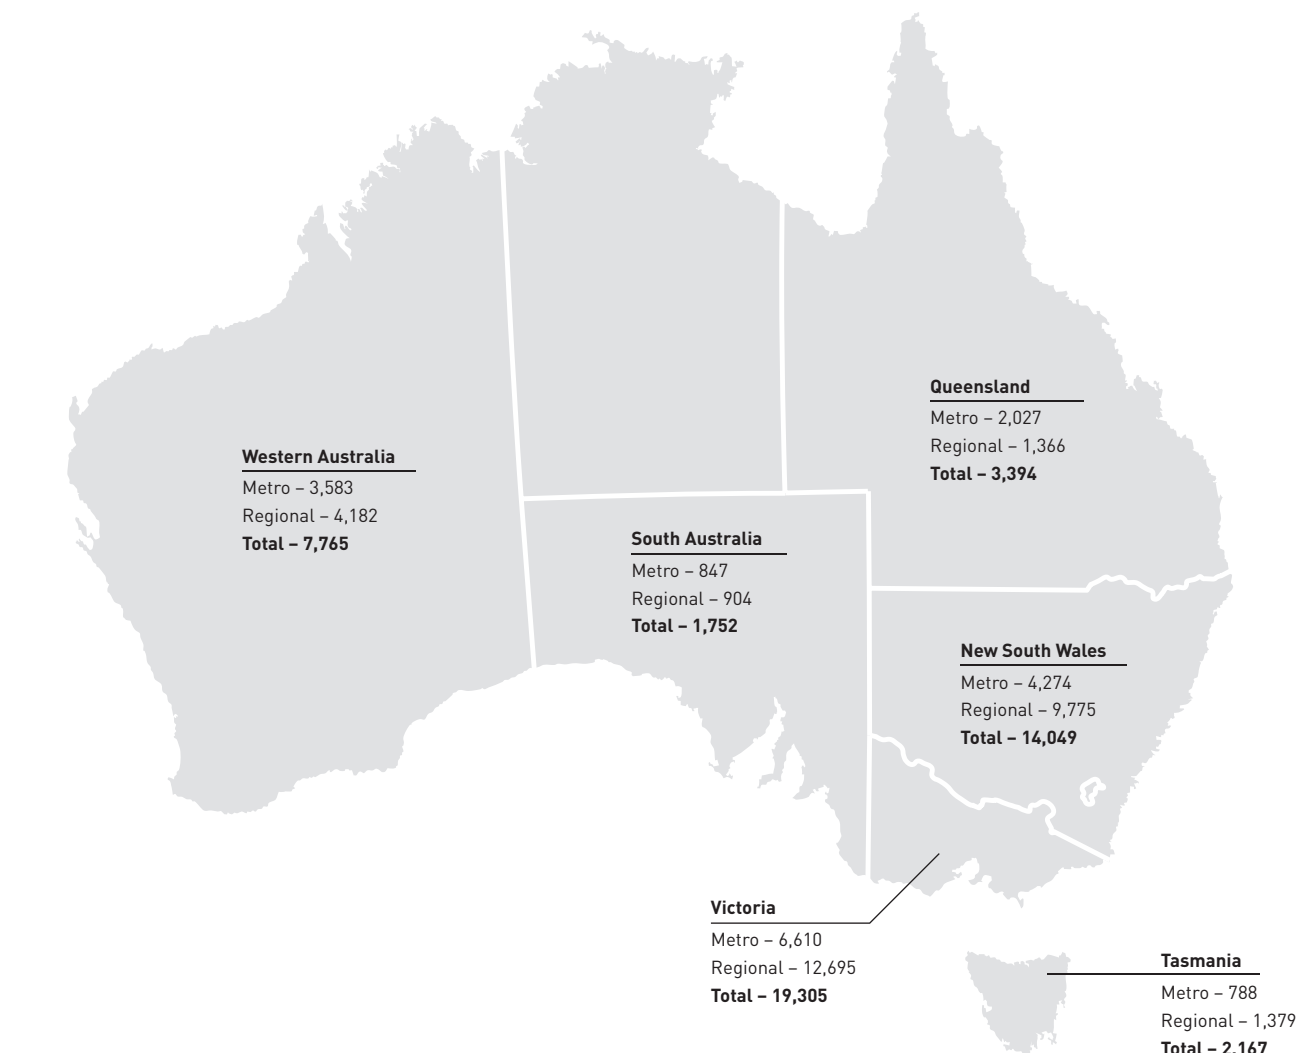 Queensland
Metro – 2,027
Regional – 1,366
Total – 3,394
Western Australia
Metro – 3,583
Regional – 4,182
Total – 7,765
South Australia
Metro – 847
Regional – 904
Total – 1,752
New South Wales
Metro – 4,274
Regional – 9,775
Total – 14,049
Victoria
Metro – 6,610
Regional – 12,695
Total – 19,305
Tasmania
Metro – 788
Regional – 1,379
Total – 2,167